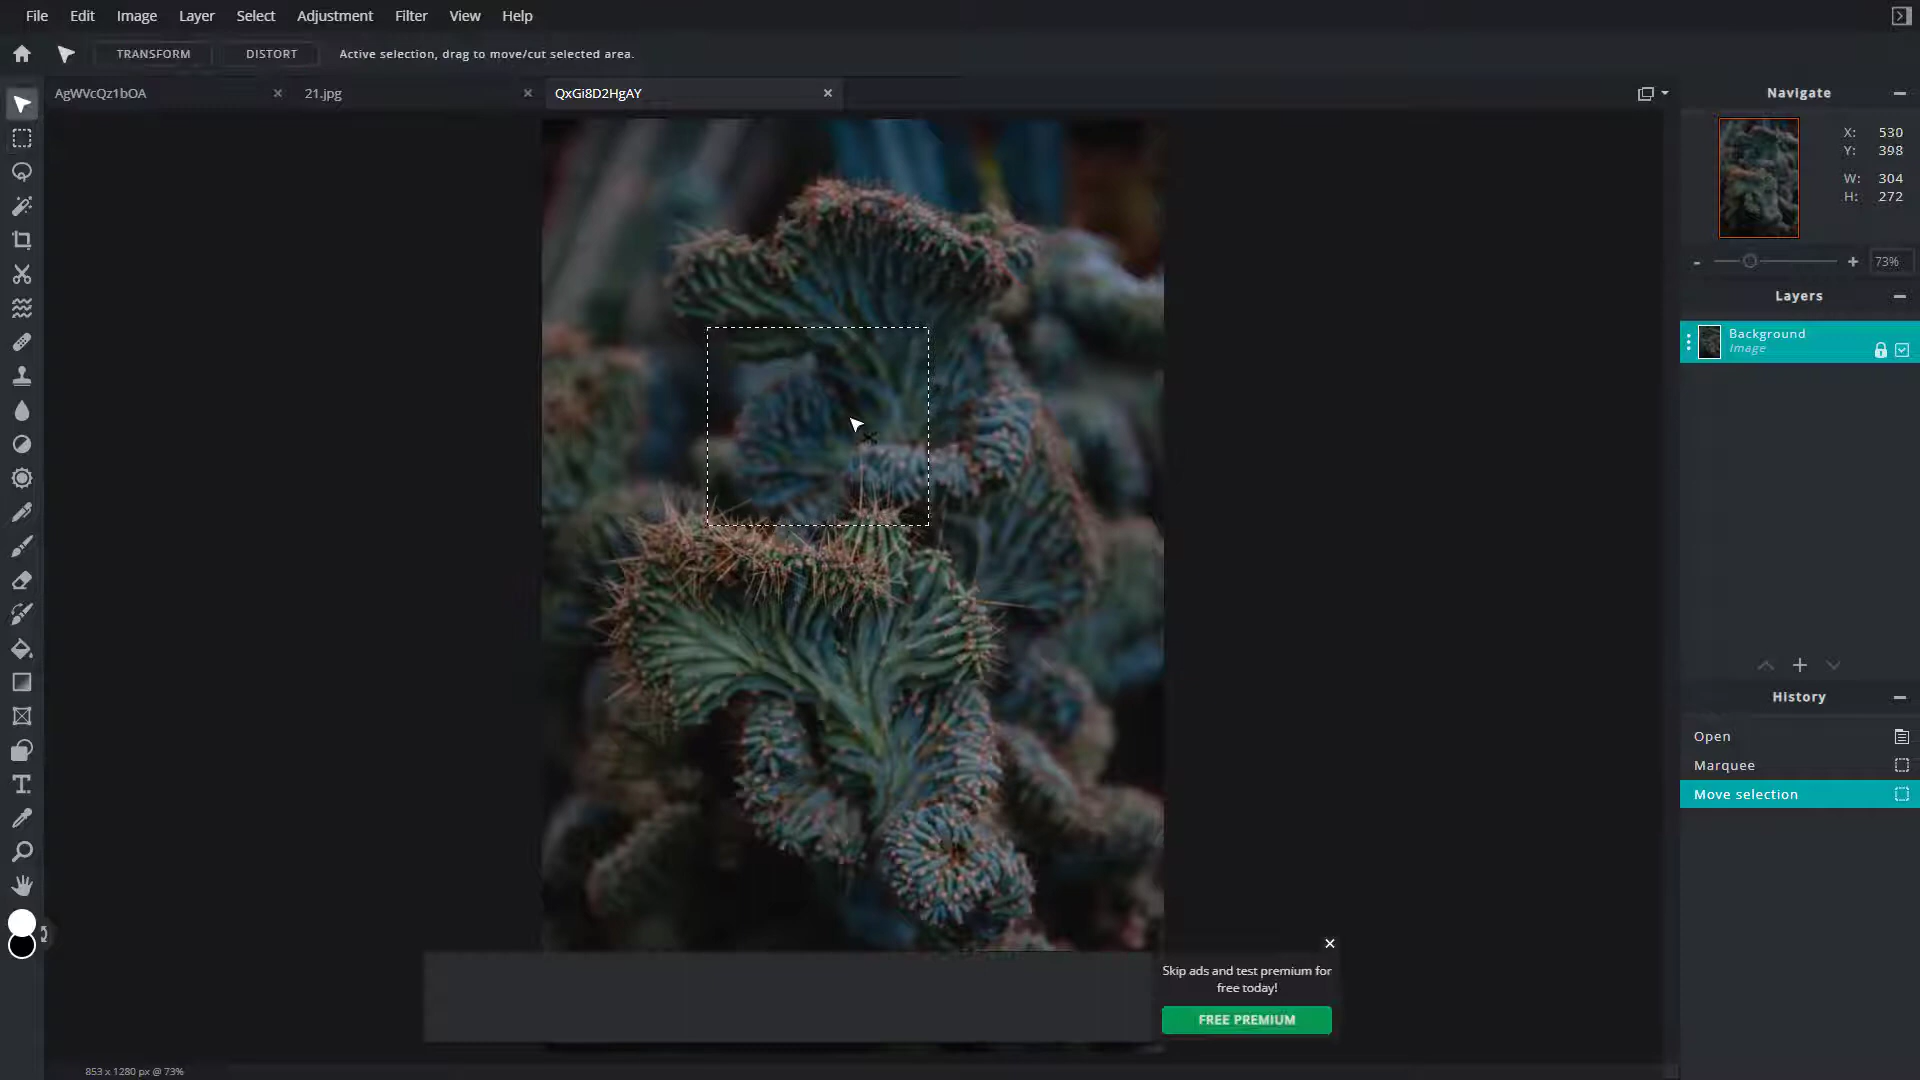 File Edit Image Layer Select Adjustment Filter View Help
TRANSFORM DISTORT Active selection, drag to move/cut selected area.
AgWVcQz1bOA 21.jpg QxGi8D2HgAY
Navigate
X: 530
Y: 398
W: 304
H: 272
- + 73%
Layers
Background
Image
History
Open
Marquee
Move selection
Skip ads and test premium for
free today!
FREE PREMIUM
853 x 1280 px @ 73%